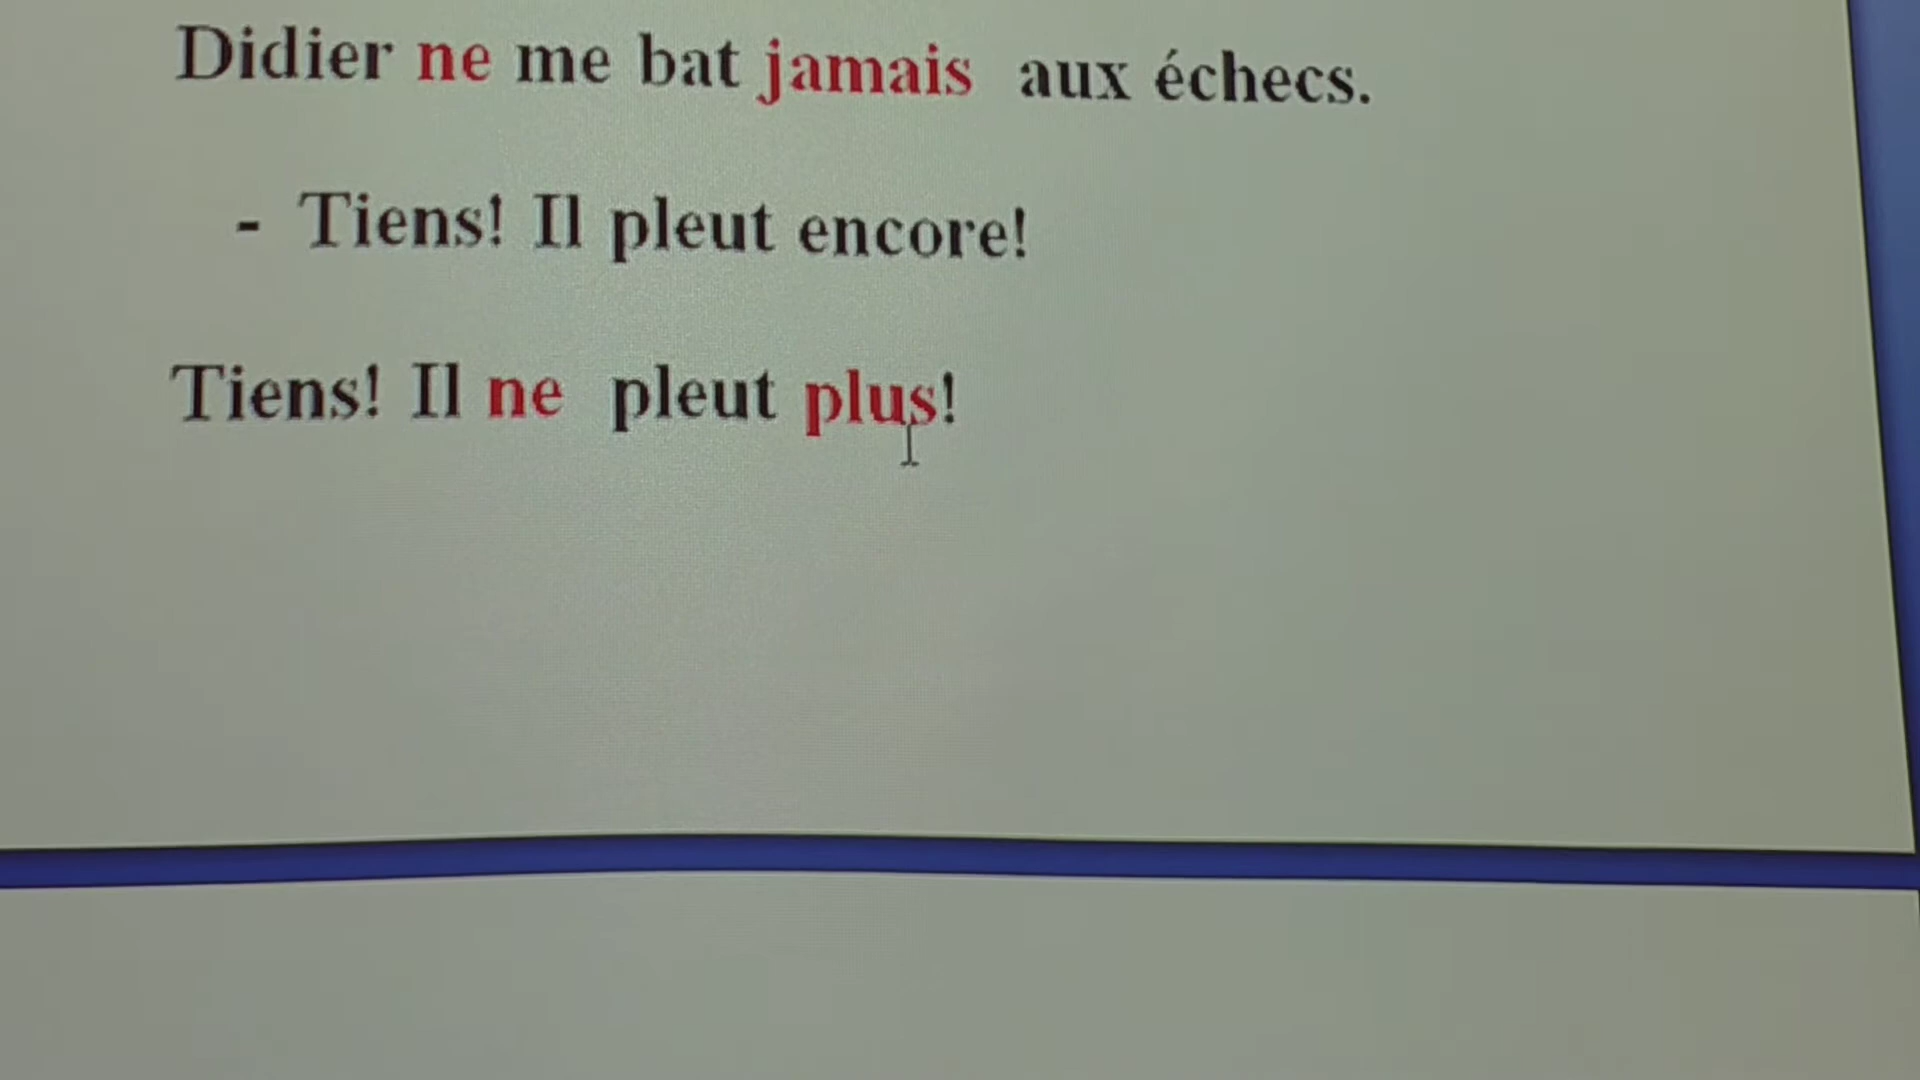 Didier ne me bat jamais aux échecs.
- Tiens! Il pleut encore!
Tiens! Il ne pleut plus!